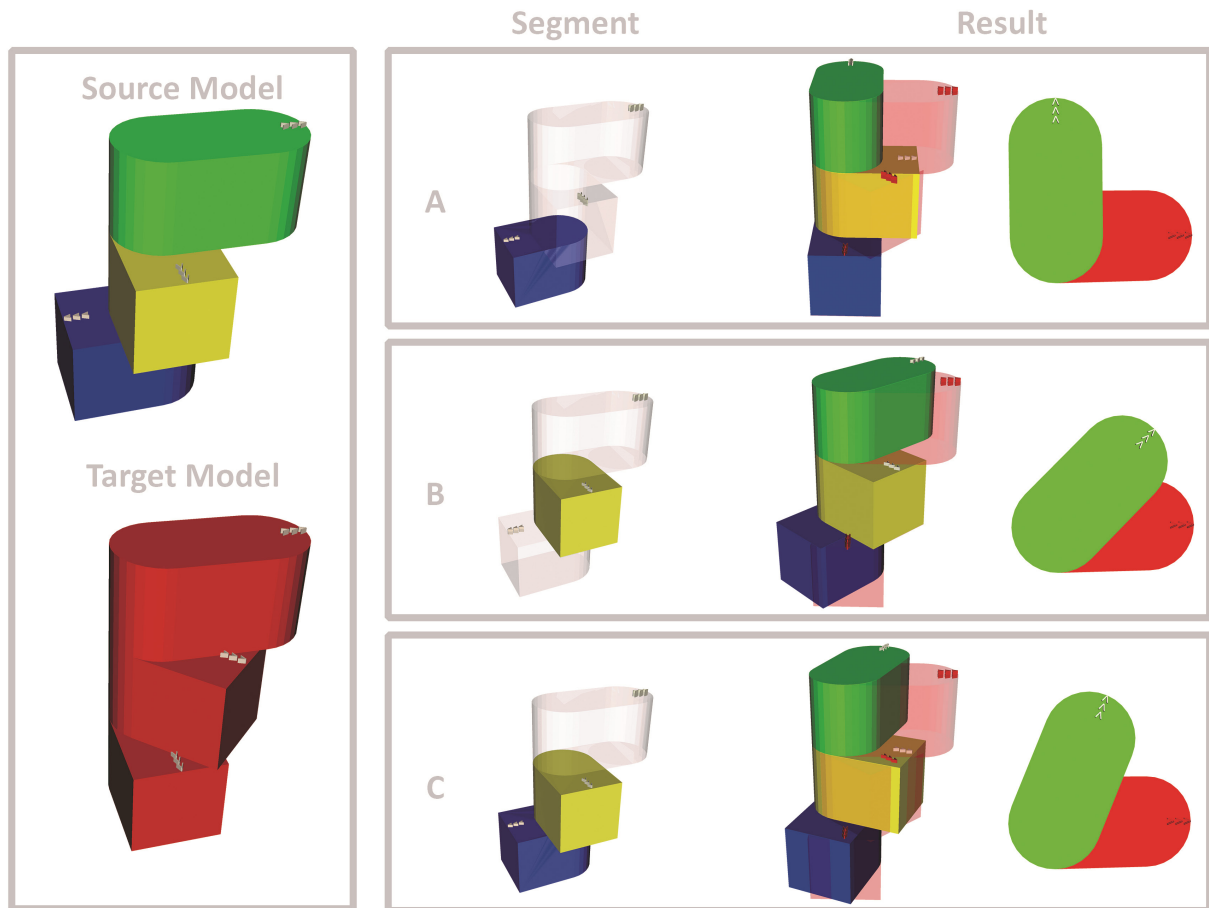 Segment
Result
Source Model
A
Target Model
B
C